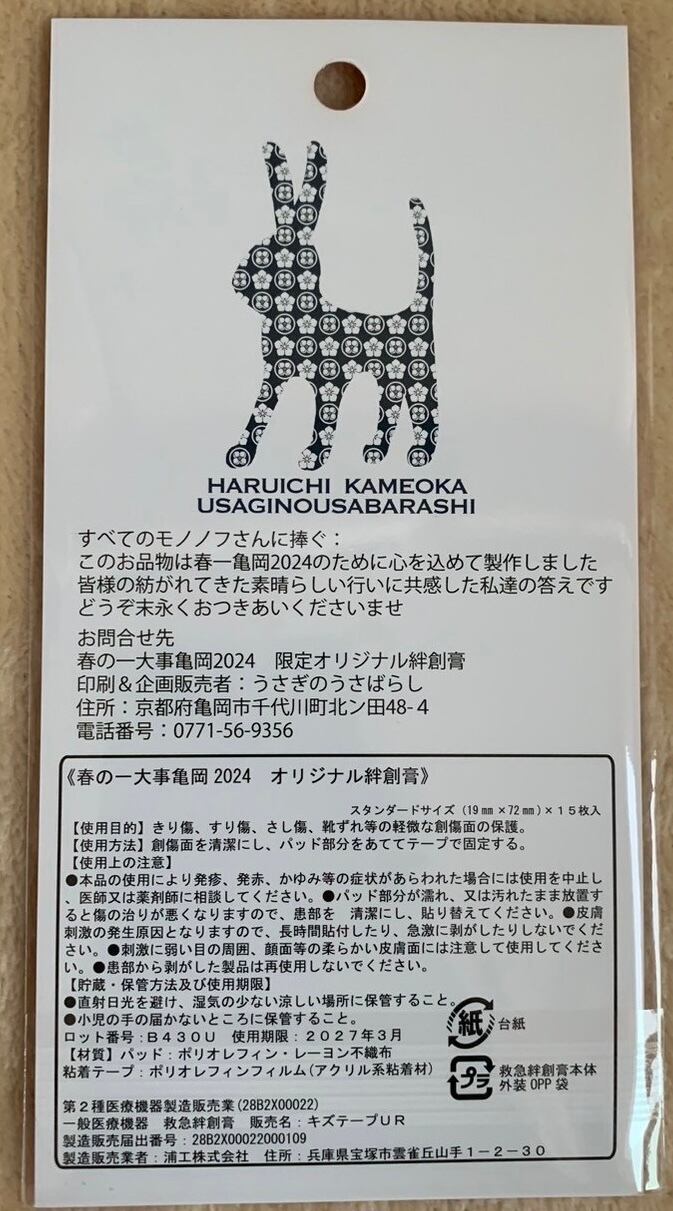 HARUICHI KAMEOKA
USAGINOUSABARASHI
すべてのモノノフさんに捧ぐ：
このお品物は春一亀岡2024のために心を込めて製作しました
皆様の紡がれてきた素晴らしい行いに共感した私達の答えです
どうぞ末永くおつきあいくださいませ
お問合せ先
春の一大事亀岡2024　限定オリジナル絆創膏
印刷＆企画販売者：うさぎのうさばらし
住所：京都府亀岡市千代川町北ン田48-４
電話番号：0771-56-9356
《春の一大事亀岡2024　オリジナル絆創膏》
スタンダードサイズ（19㎜×72㎜）×１５枚入
【使用目的】きり傷、すり傷、さし傷、靴ずれ等の軽微な創傷面の保護。
【使用方法】創傷面を清潔にし、パッド部分をあててテープで固定する。
【使用上の注意】
●本品の使用により発疹、発赤、かゆみ等の症状があらわれた場合には使用を中止し
、医師又は薬剤師に相談してください。●パッド部分が濡れ、又は汚れたまま放置す
ると傷の治りが悪くなりますので、患部を　清潔にし、貼り替えてください。●皮膚
刺激の発生原因となりますので、長時間貼付したり、急激に剥がしたりしないでくだ
さい。●刺激に弱い目の周囲、顔面等の柔らかい皮膚面には注意して使用してくださ
い。●患部から剥がした製品は再使用しないでください。
【貯蔵・保管方法及び使用期限】
●直射日光を避け、湿気の少ない涼しい場所に保管すること。
●小児の手の届かないところに保管すること。
ロット番号：Ｂ４３０Ｕ　使用期限：２０２７年３月
【材質】パッド：ポリオレフィン・レーヨン不織布
粘着テープ：ポリオレフィンフィルム(アクリル系粘着材)
紙
台紙
プラ
救急絆創膏本体
外装OPP袋
第２種医療機器製造販売業(28B2X00022)
一般医療機器　救急絆創膏　販売名：キズテープＵＲ
製造販売届出番号：28B2X00022000109
製造販売業者：浦工株式会社　住所：兵庫県宝塚市雲雀丘山手１－２－３０